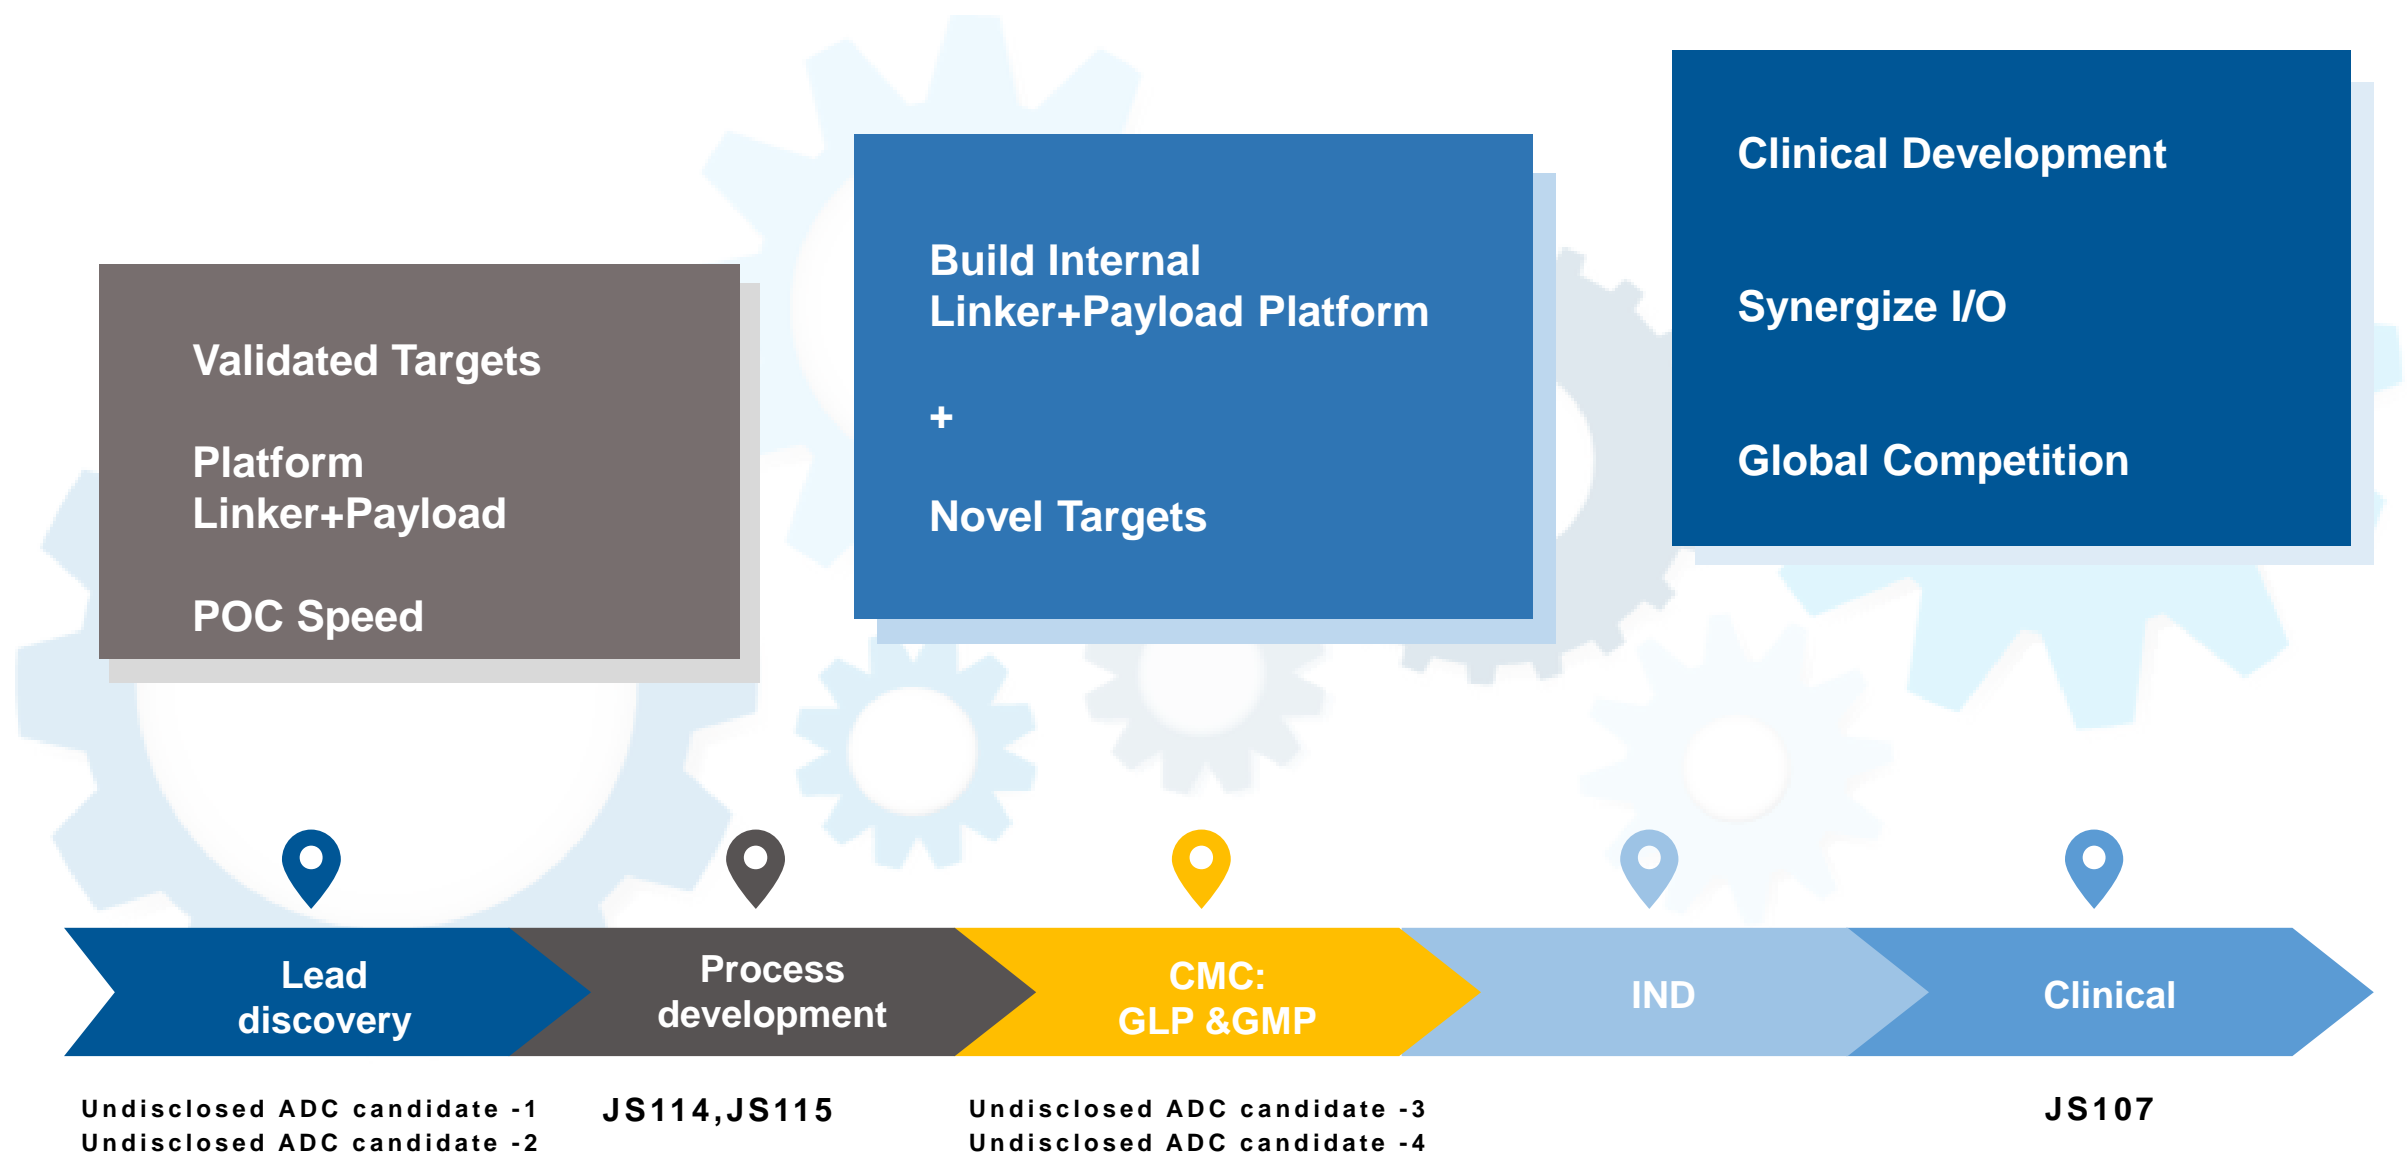 Validated Targets
Platform
Linker+Payload
POC Speed
Build Internal
Linker+Payload Platform
+
Novel Targets
Clinical Development
Synergize I/O
Global Competition
Lead
discovery
Process
development
CMC:
GLP &GMP
IND
Clinical
Undisclosed ADC candidate -1
Undisclosed ADC candidate -2
JS114,JS115
Undisclosed ADC candidate -3
Undisclosed ADC candidate -4
JS107